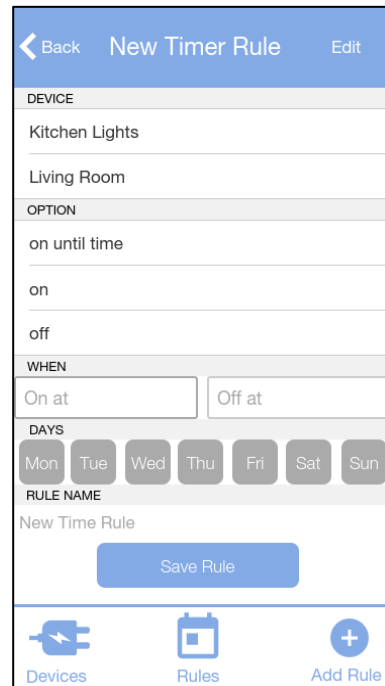 Back New Timer Rule Edit
DEVICE
Kitchen Lights
Living Room
OPTION
on until time
on
off
WHEN
On at Off at
DAYS
Mon Tue Wed Thu Fri Sat Sun
RULE NAME
New Time Rule
Save Rule
Devices Rules Add Rule